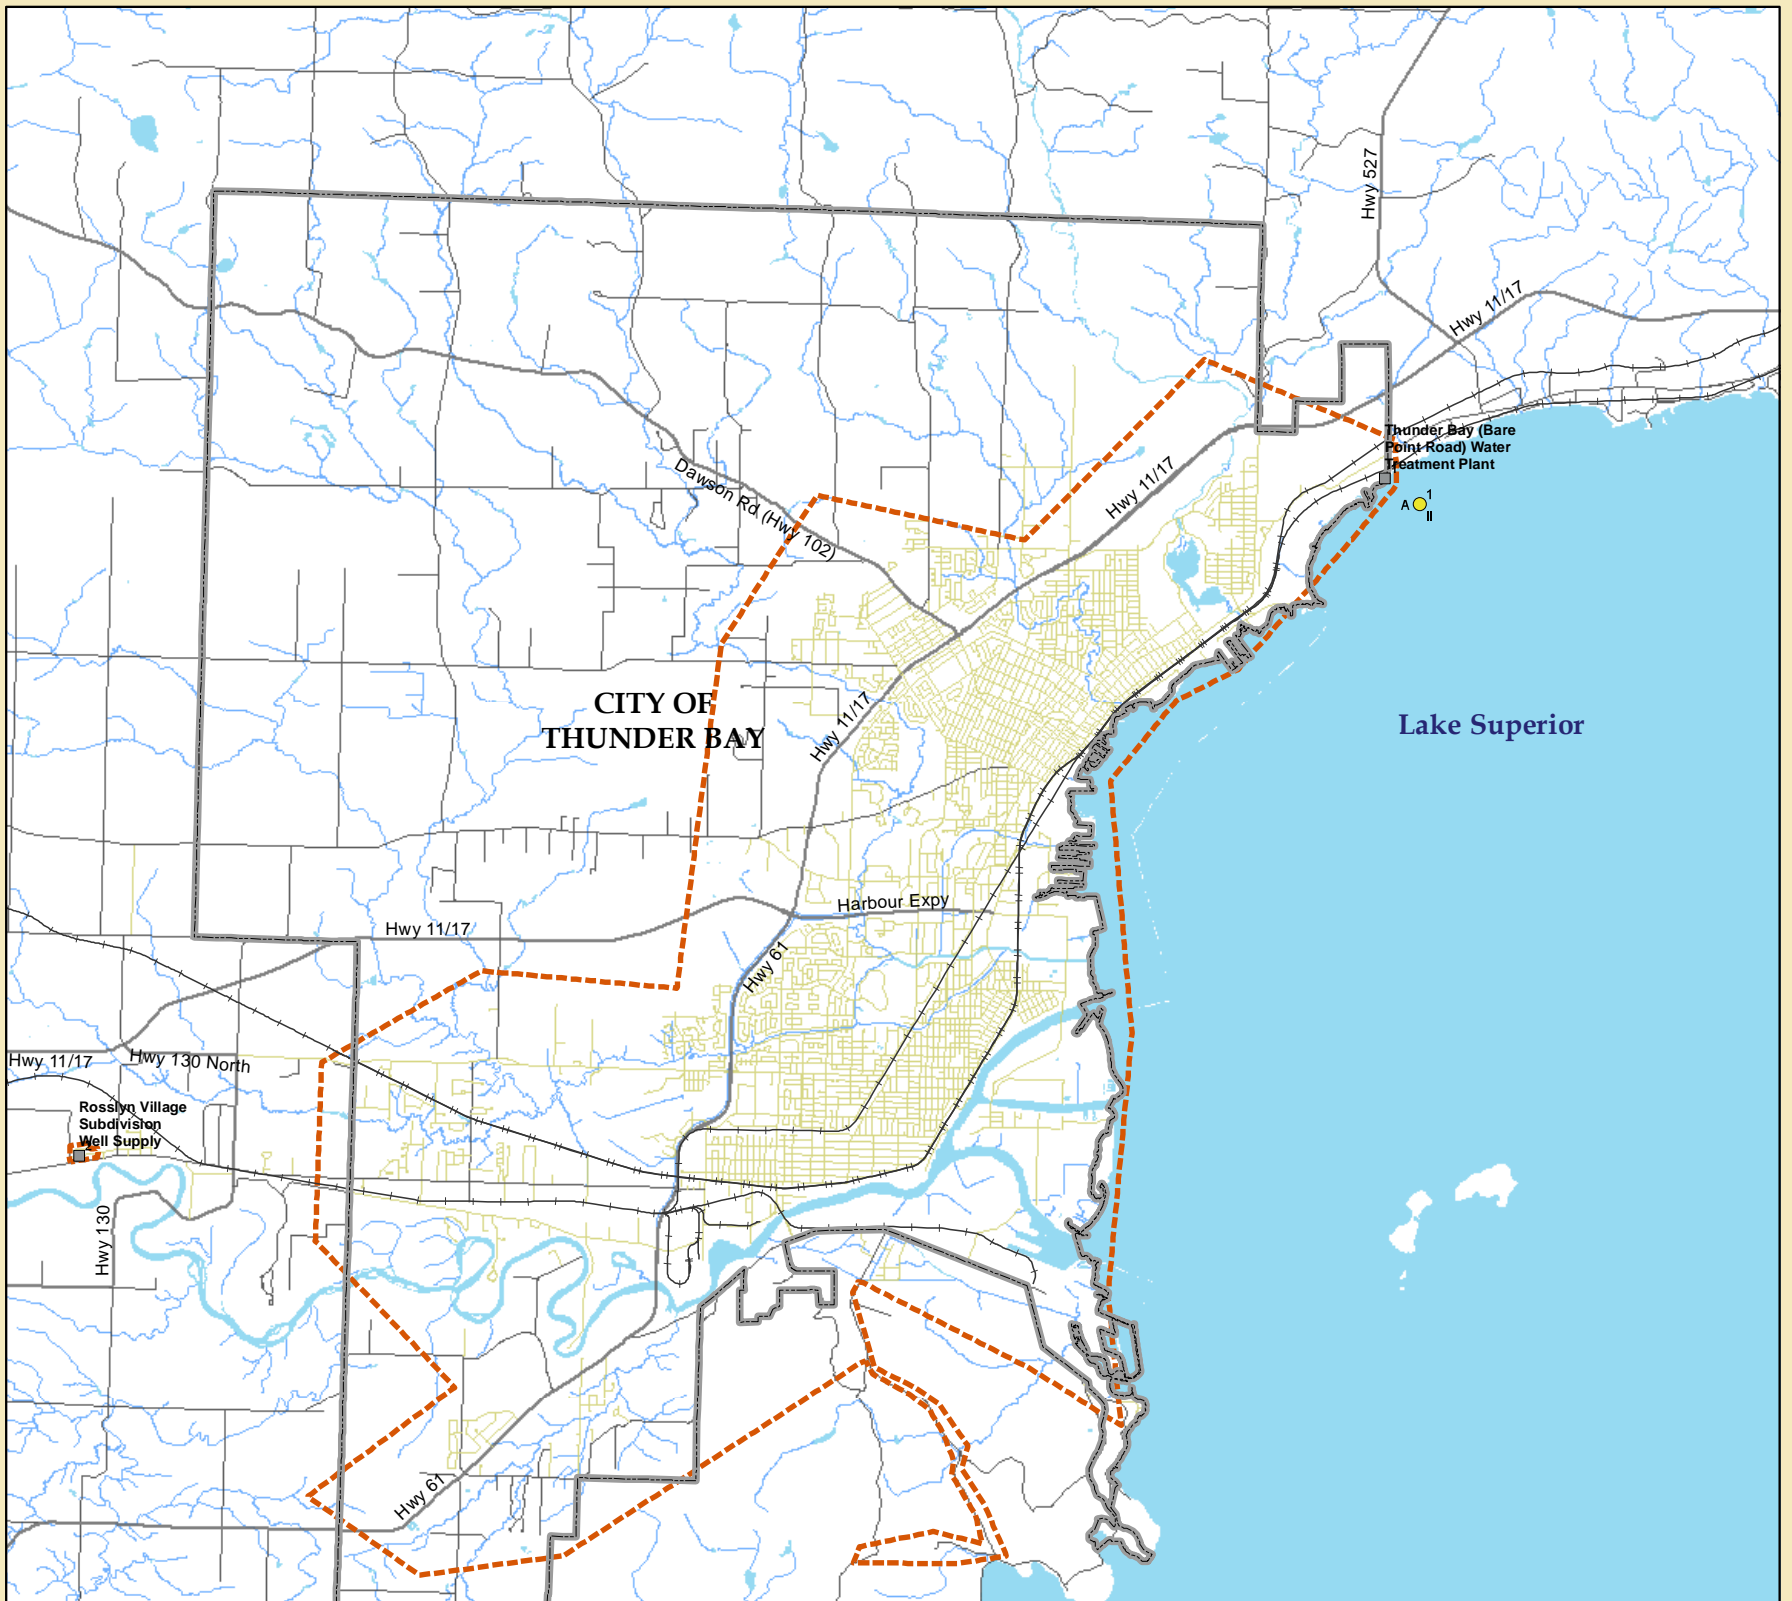 Hwy 527
Hwy 11/17
Thunder Bay (Bare
Point Road) Water
Treatment Plant
A
1
II
Hwy 11/17
Dawson Rd (Hwy 102)
CITY OF
THUNDER BAY
Hwy 11/17
Lake Superior
Harbour Expy
Hwy 11/17
Hwy 61
Hwy 11/17
Hwy 130 North
Rosslyn Village
Subdivision
Well Supply
Hwy 130
Hwy 61